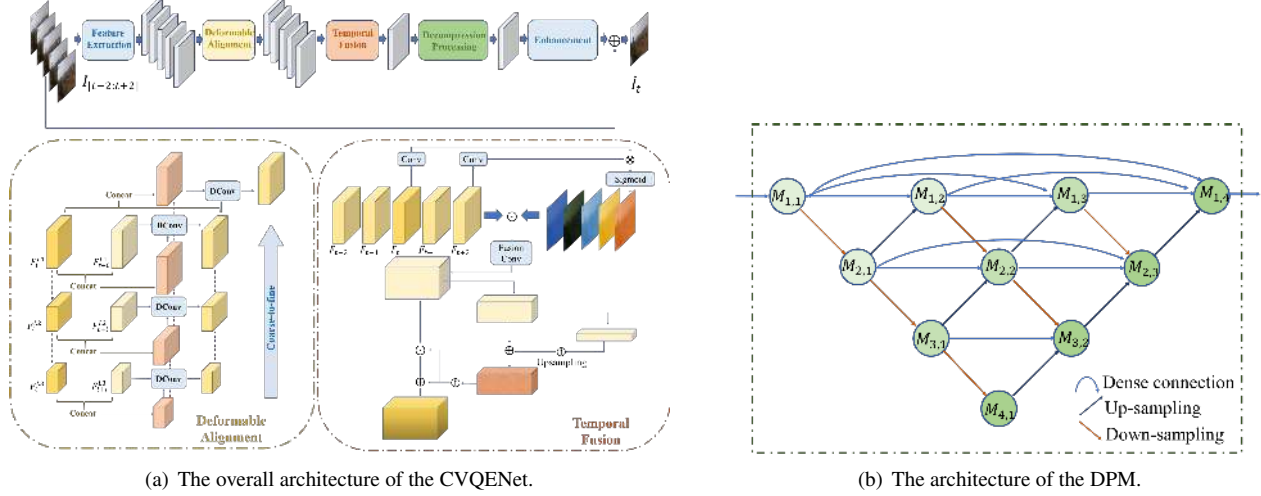 Feature
Extraction
Deformable
Alignment
Temporal
Fusion
Decompression
Processing
Enhancement
I[t−2:t+2]
Concat
DConv
DConv
Concat
DConv
Concat
DConv
Concat
Coarse-to-fine
Deformable
Alignment
Conv
Conv
Sigmoid
Fusion
Conv
Upsampling
Temporal
Fusion
M1,1
M1,2
M1,3
M1,4
M2,1
M2,2
M2,3
M3,1
M3,2
M4,1
Dense connection
Up-sampling
Down-sampling
(a) The overall architecture of the CVQENet.
(b) The architecture of the DPM.